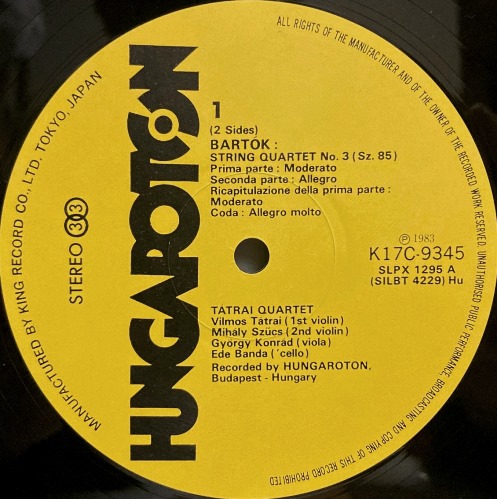 HUNGAROTON
STEREO 33
1
(2 Sides)
BARTÓK :
STRING QUARTET No. 3 (Sz. 85)
Prima parte : Moderato
Seconda parte : Allegro
Ricapitulazione della prima parte :
Moderato
Coda : Allegro molto
Ⓟ 1983
K17C-9345
SLPX 1295 A
(SILBT 4229) Hu
TATRAI QUARTET
Vilmos Tátrai (1st violin)
Mihály Szücs (2nd violin)
György Konrád (viola)
Ede Banda ('cello)
Recorded by HUNGAROTON,
Budapest - Hungary
MANUFACTURED BY KING RECORD CO., LTD, TOKYO, JAPAN
ALL RIGHTS OF THE MANUFACTURER AND OF THE OWNER OF THE RECORDED WORK RESERVED. UNAUTHORISED PUBLIC PERFORMANCE, BROADCASTING AND COPYING OF THIS RECORD PROHIBITED